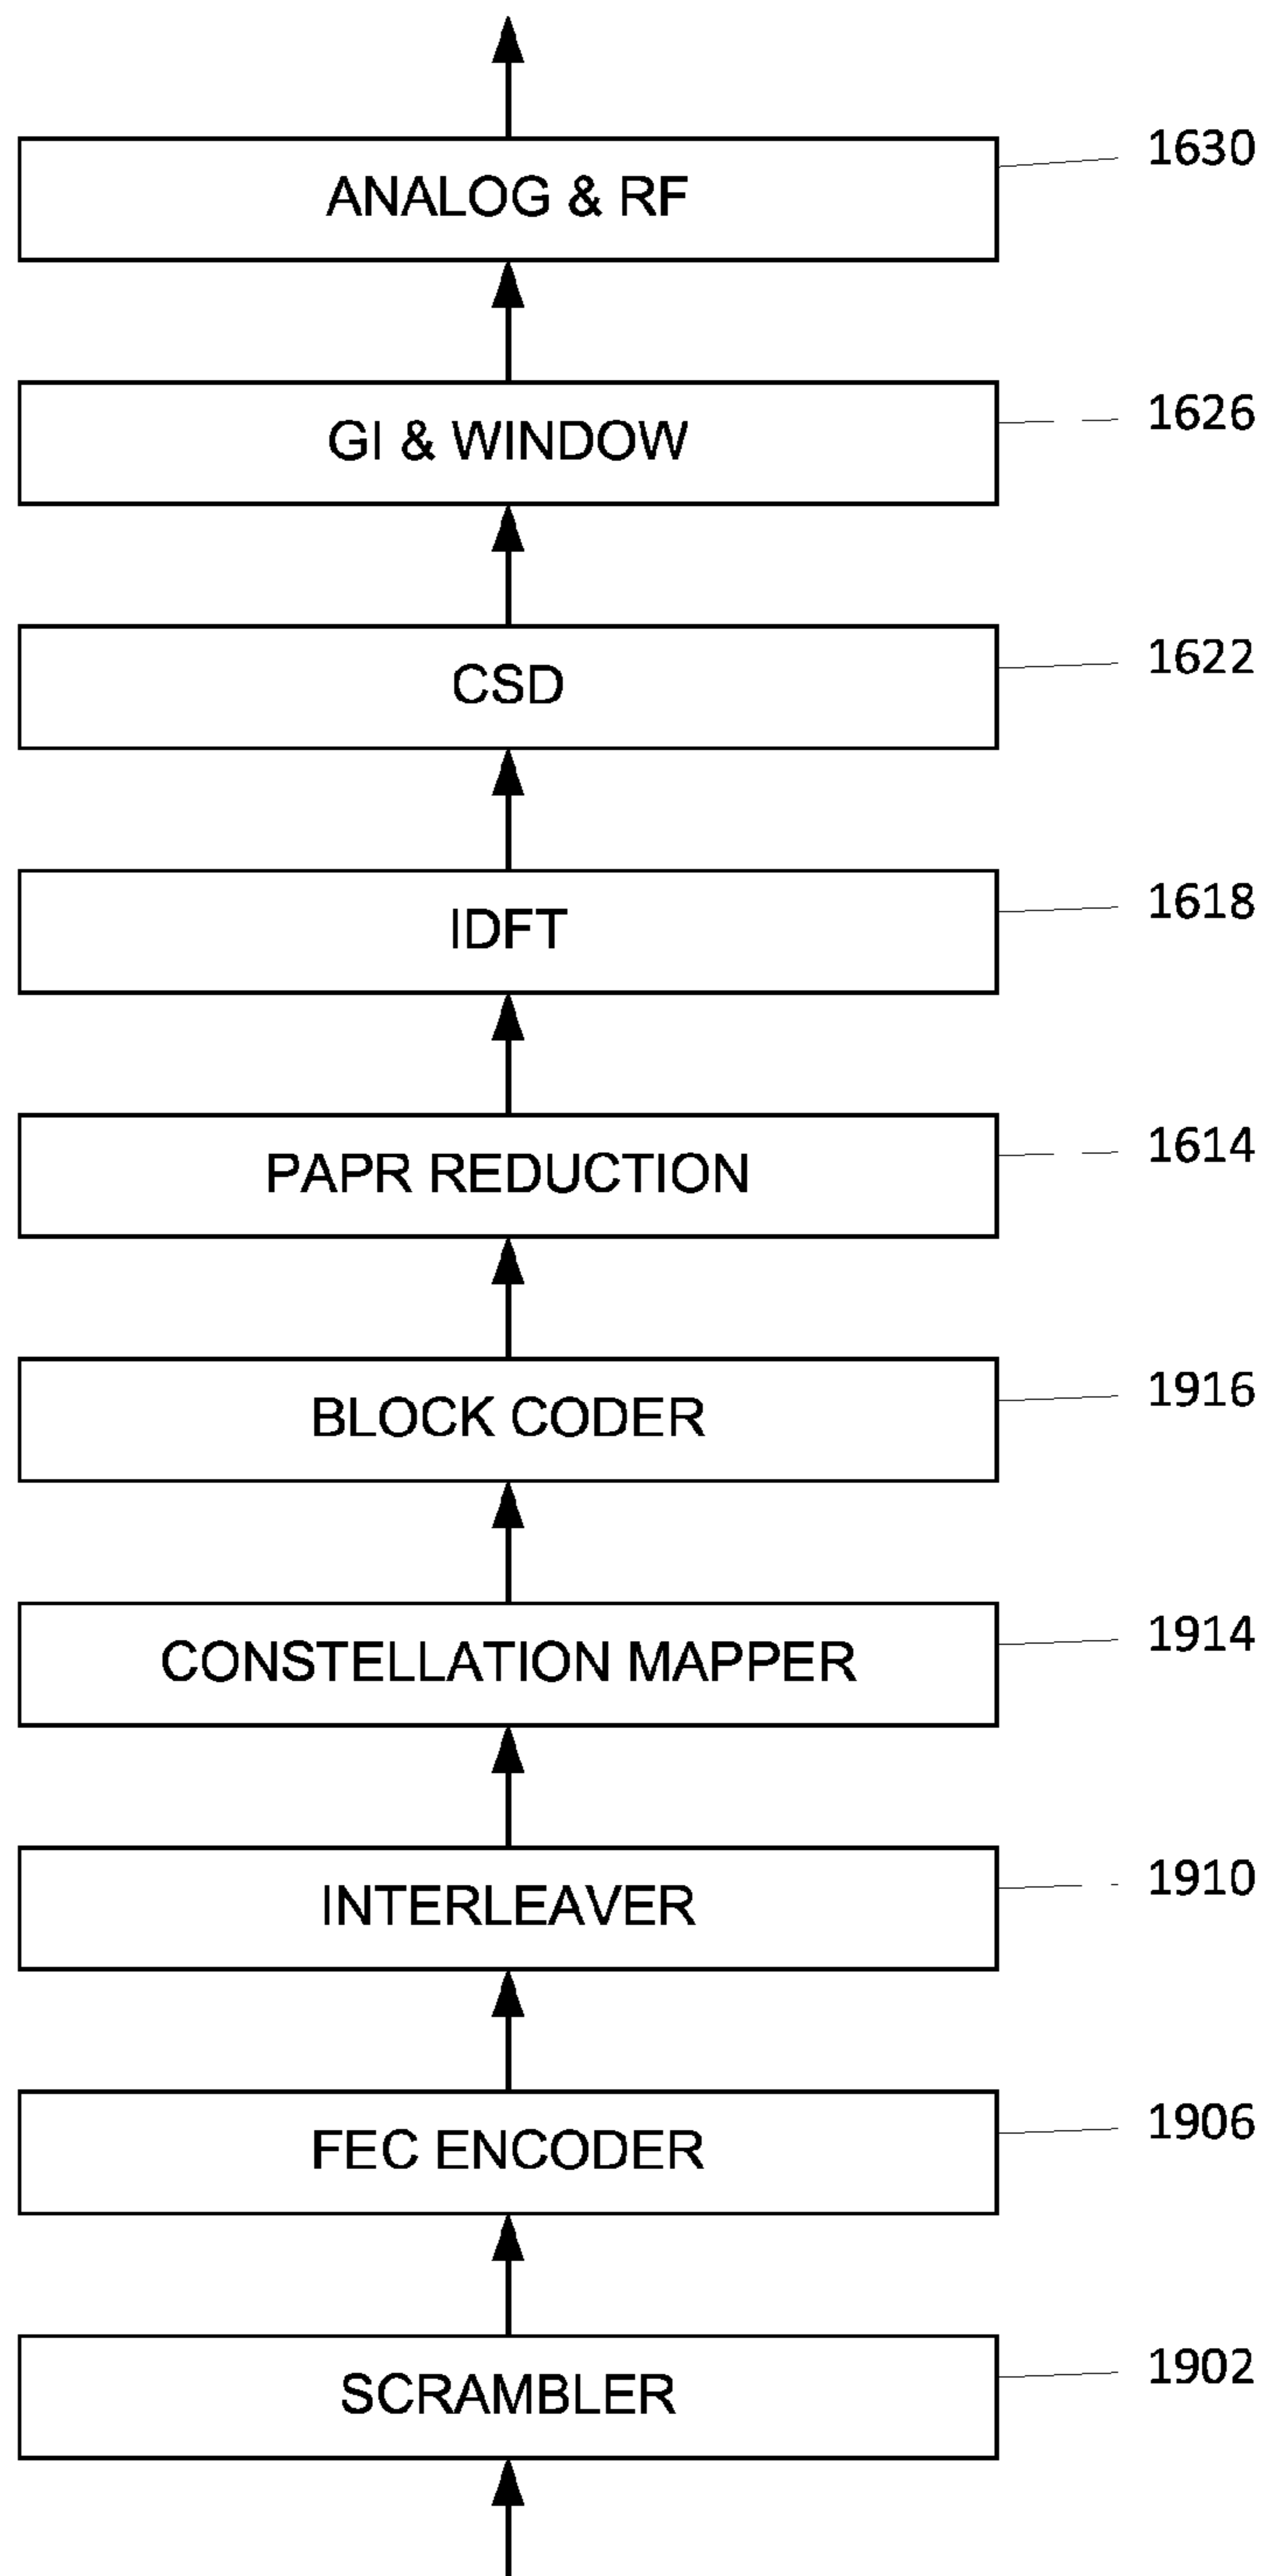 1630
ANALOG & RF
1626
GI & WINDOW
1622
CSD
1618
IDFT
1614
PAPR REDUCTION
1916
BLOCK CODER
1914
CONSTELLATION MAPPER
1910
INTERLEAVER
1906
FEC ENCODER
1902
SCRAMBLER